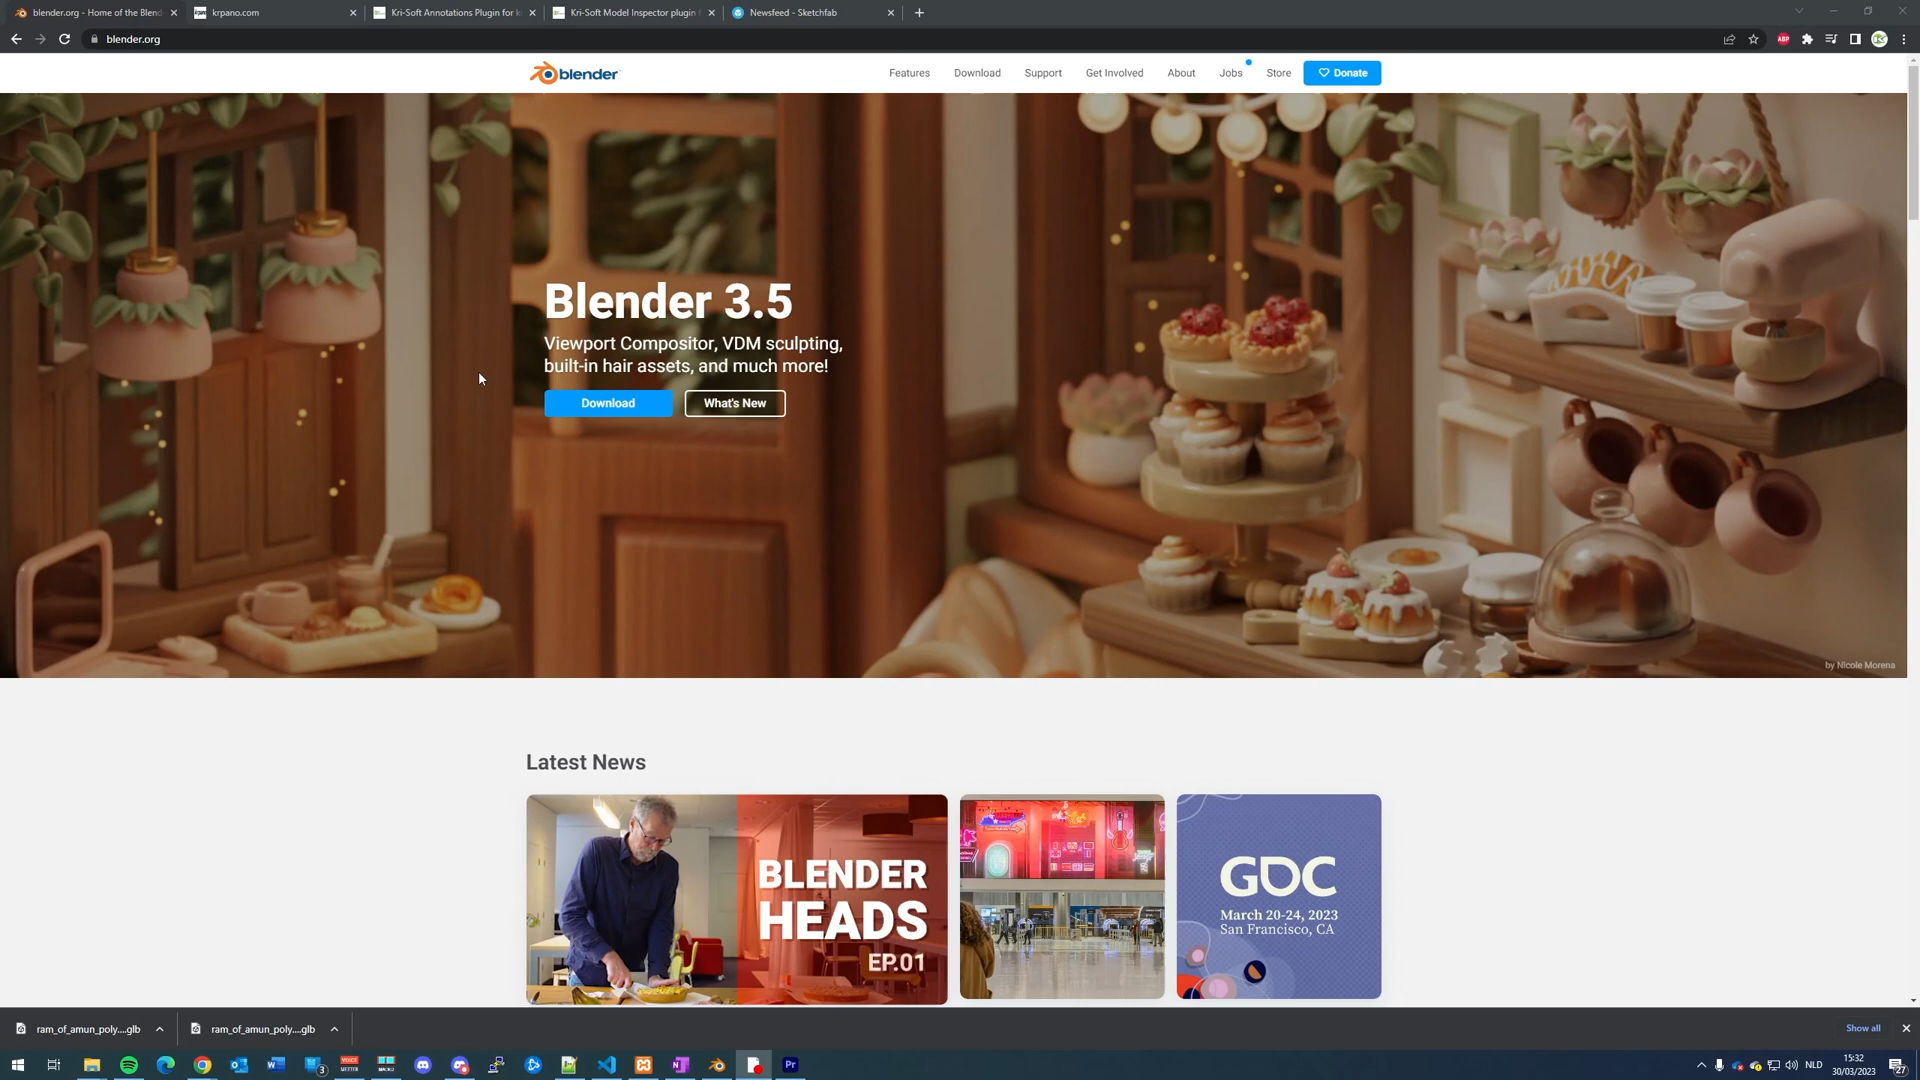 blender.org - Home of the Blend
krpano.com
Kri-Soft Annotations Plugin for k
Kri-Soft Model Inspector plugin
Newsfeed - Sketchfab
blender.org
ABP
blender
Features
Download
Support
Get Involved
About
Jobs
Store
Donate
Blender 3.5
Viewport Compositor, VDM sculpting,
built-in hair assets, and much more!
Download
What's New
by Nicole Morena
Latest News
BLENDER
HEADS
EP.01
GDC
March 20-24, 2023
San Francisco, CA
ram_of_amun_poly....glb
ram_of_amun_poly....glb
Show all
3
Pr
NLD
15:32
30/03/2023
27